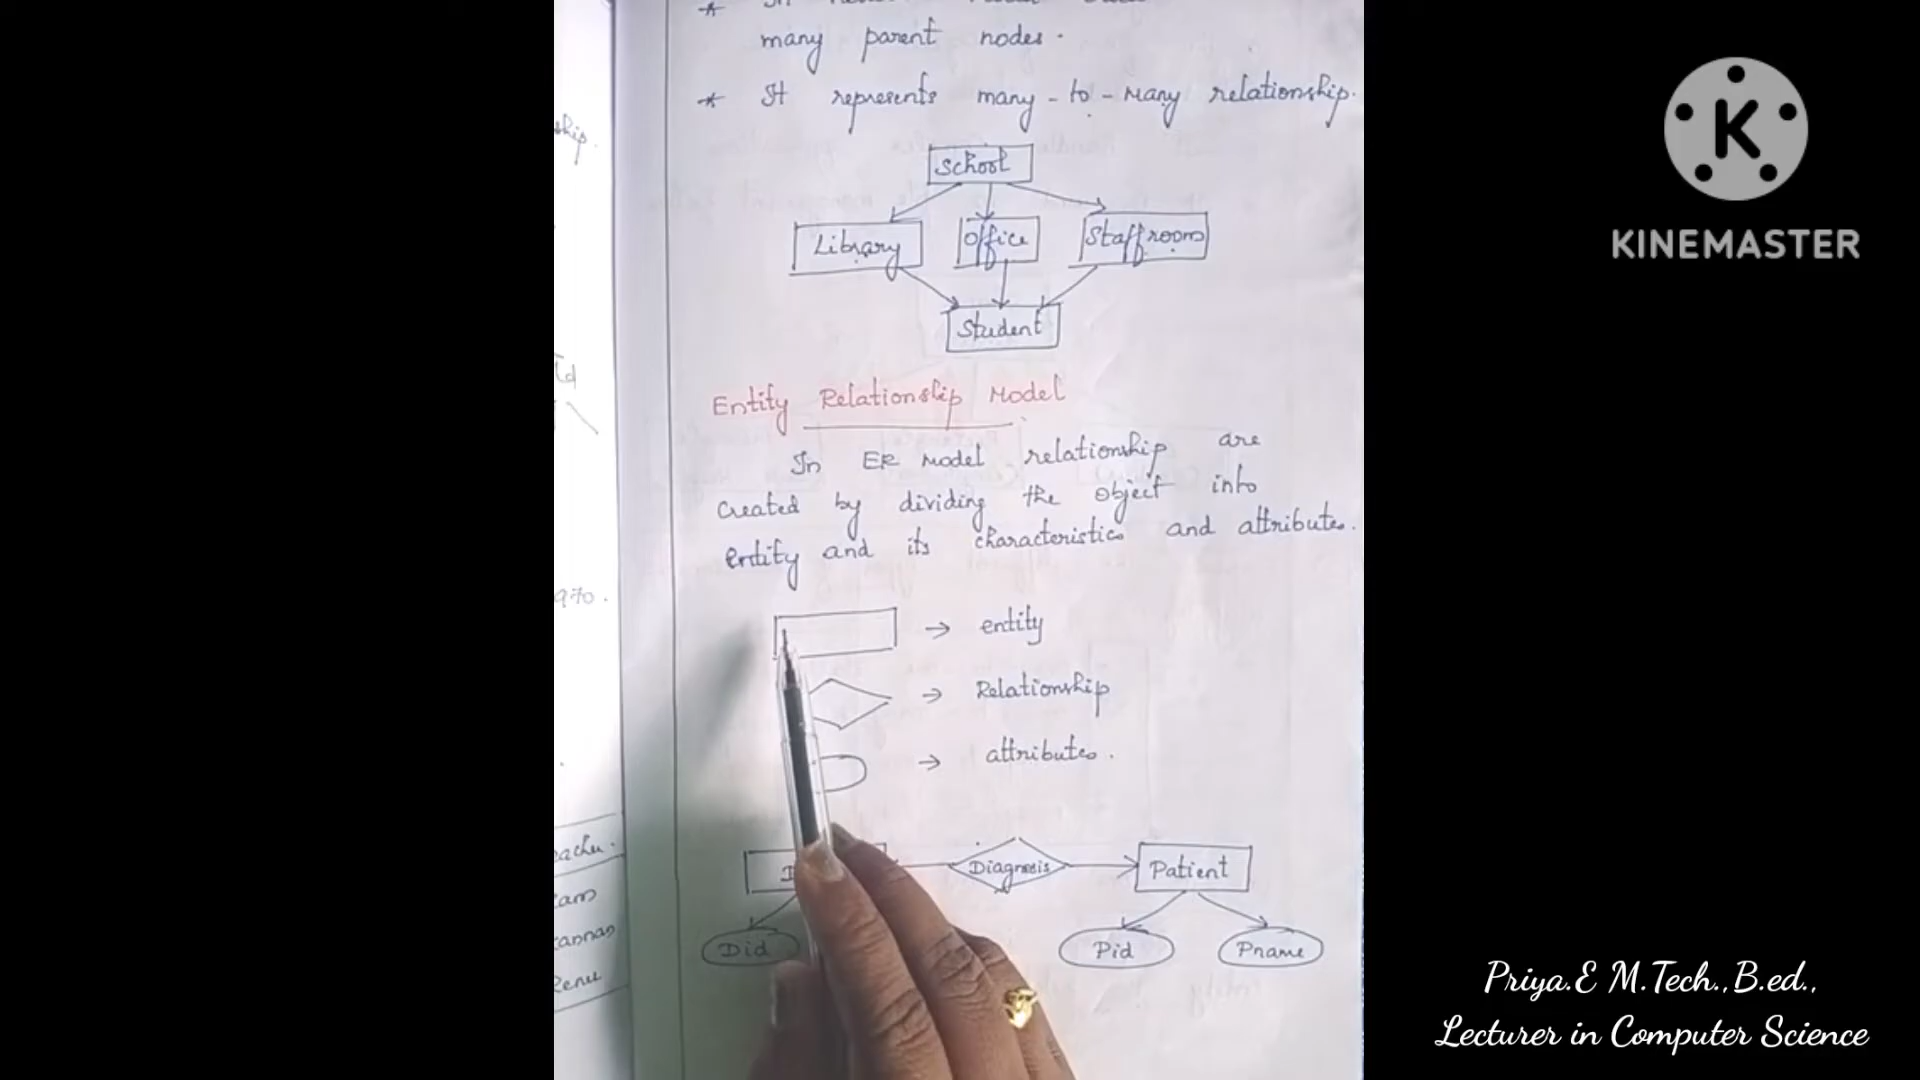 many parent nodes.
* It represents many-to-many relationship.
School
Library Office Staff room
Student
Entity Relationship Model
In ER Model relationship are
created by dividing the object into
entity and its characteristics and attributes.
→ entity
→ Relationship
→ attributes.
Diagnosis Patient
Did Pid Pname
KINEMASTER
Priya.E M.Tech.,B.ed.,
Lecturer in Computer Science